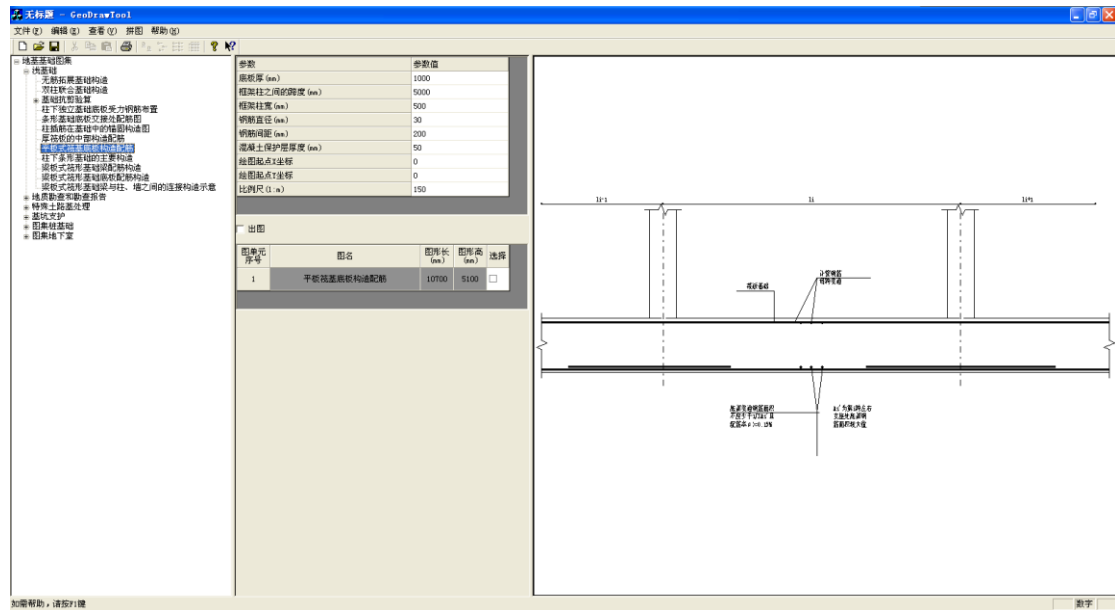 无标题 - GeoDrawTool
文件(F) 编辑(E) 查看(V) 拼图 帮助(H)
地基基础图集
浅基础
无筋拓展基础构造
双柱联合基础构造
基础抗剪验算
柱下独立基础底板受力钢筋布置
条形基础底板交接处配筋图
柱插筋在基础中的锚固构造图
厚筏板的中部构造配筋
平板式筏基底板构造配筋
柱下条形基础的主要构造
梁板式筏形基础梁配筋构造
梁板式筏形基础底板配筋构造
梁板式筏形基础梁与柱、墙之间的连接构造示意
地质勘查和勘查报告
特殊土路基处理
基坑支护
图集桩基础
图集地下室
参数 参数值
底板厚(mm) 1000
框架柱之间的跨度(mm) 5000
框架柱宽(mm) 500
钢筋直径(mm) 30
钢筋间距(mm) 200
混凝土保护层厚度(mm) 50
绘图起点X坐标 0
绘图起点Y坐标 0
比例尺(1:n) 150
出图
图单元序号 图名 图形长(mm) 图形高(mm) 选择
1 平板筏基底板构造配筋 10700 5100
li-1 li li+1
筏板基础
如需帮助，请按F1键
数字